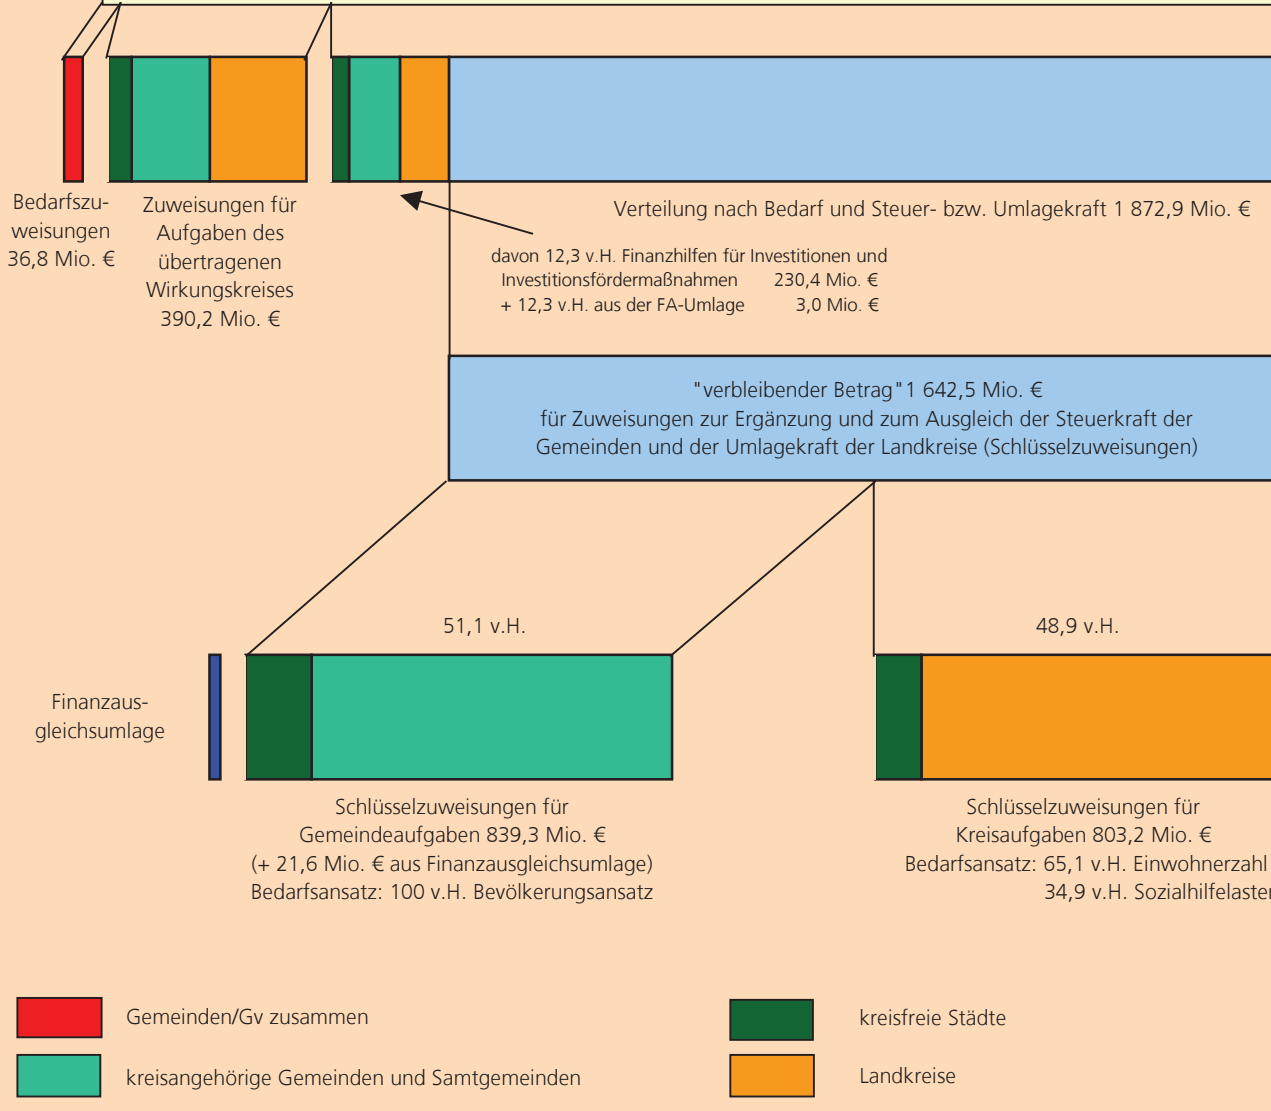 Bedarfszu-
weisungen
36,8 Mio. €
Zuweisungen für
Aufgaben des
übertragenen
Wirkungskreises
390,2 Mio. €
Verteilung nach Bedarf und Steuer- bzw. Umlagekraft 1 872,9 Mio. €
davon 12,3 v.H. Finanzhilfen für Investitionen und
Investitionsfördermaßnahmen 230,4 Mio. €
+ 12,3 v.H. aus der FA-Umlage 3,0 Mio. €
"verbleibender Betrag" 1 642,5 Mio. €
für Zuweisungen zur Ergänzung und zum Ausgleich der Steuerkraft der
Gemeinden und der Umlagekraft der Landkreise (Schlüsselzuweisungen)
51,1 v.H.
48,9 v.H.
Finanzaus-
gleichsumlage
Schlüsselzuweisungen für
Gemeindeaufgaben 839,3 Mio. €
(+ 21,6 Mio. € aus Finanzausgleichsumlage)
Bedarfsansatz: 100 v.H. Bevölkerungsansatz
Schlüsselzuweisungen für
Kreisaufgaben 803,2 Mio. €
Bedarfsansatz: 65,1 v.H. Einwohnerzahl
34,9 v.H. Sozialhilfelasten
Gemeinden/Gv zusammen
kreisfreie Städte
kreisangehörige Gemeinden und Samtgemeinden
Landkreise